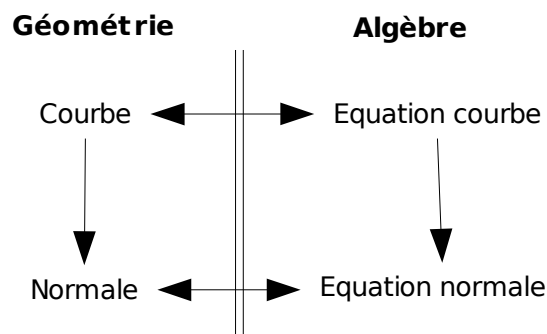 Géométrie
Algèbre
Courbe
Equation courbe
Normale
Equation normale